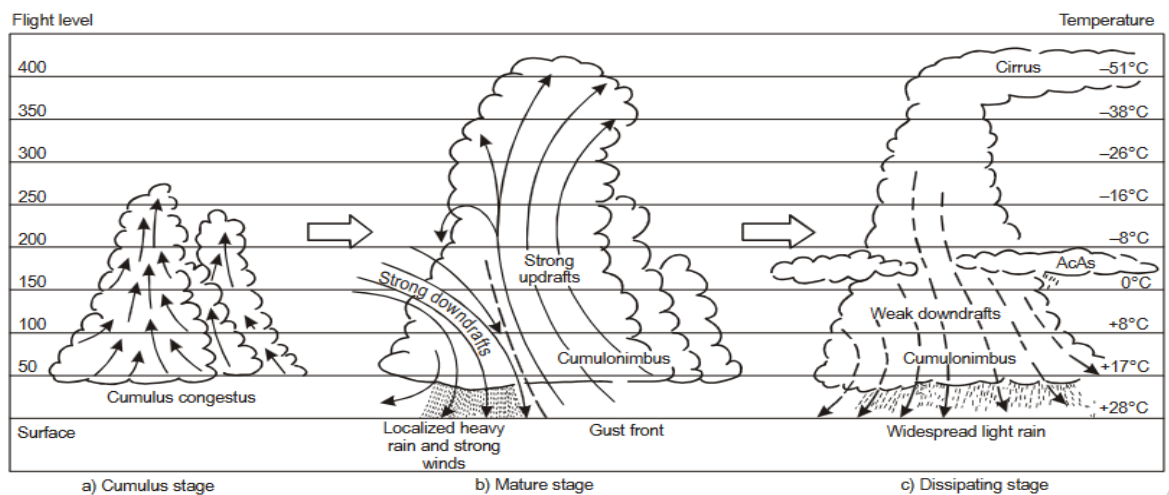 Flight level
Temperature
400
350
300
250
200
150
100
50
Surface
Cumulus congestus
a) Cumulus stage
Strong downdrafts
Strong updrafts
Cumulonimbus
Localized heavy
rain and strong
winds
Gust front
b) Mature stage
Cirrus
AcAs
Weak downdrafts
Cumulonimbus
Widespread light rain
c) Dissipating stage
–51°C
–38°C
–26°C
–16°C
–8°C
0°C
+8°C
+17°C
+28°C